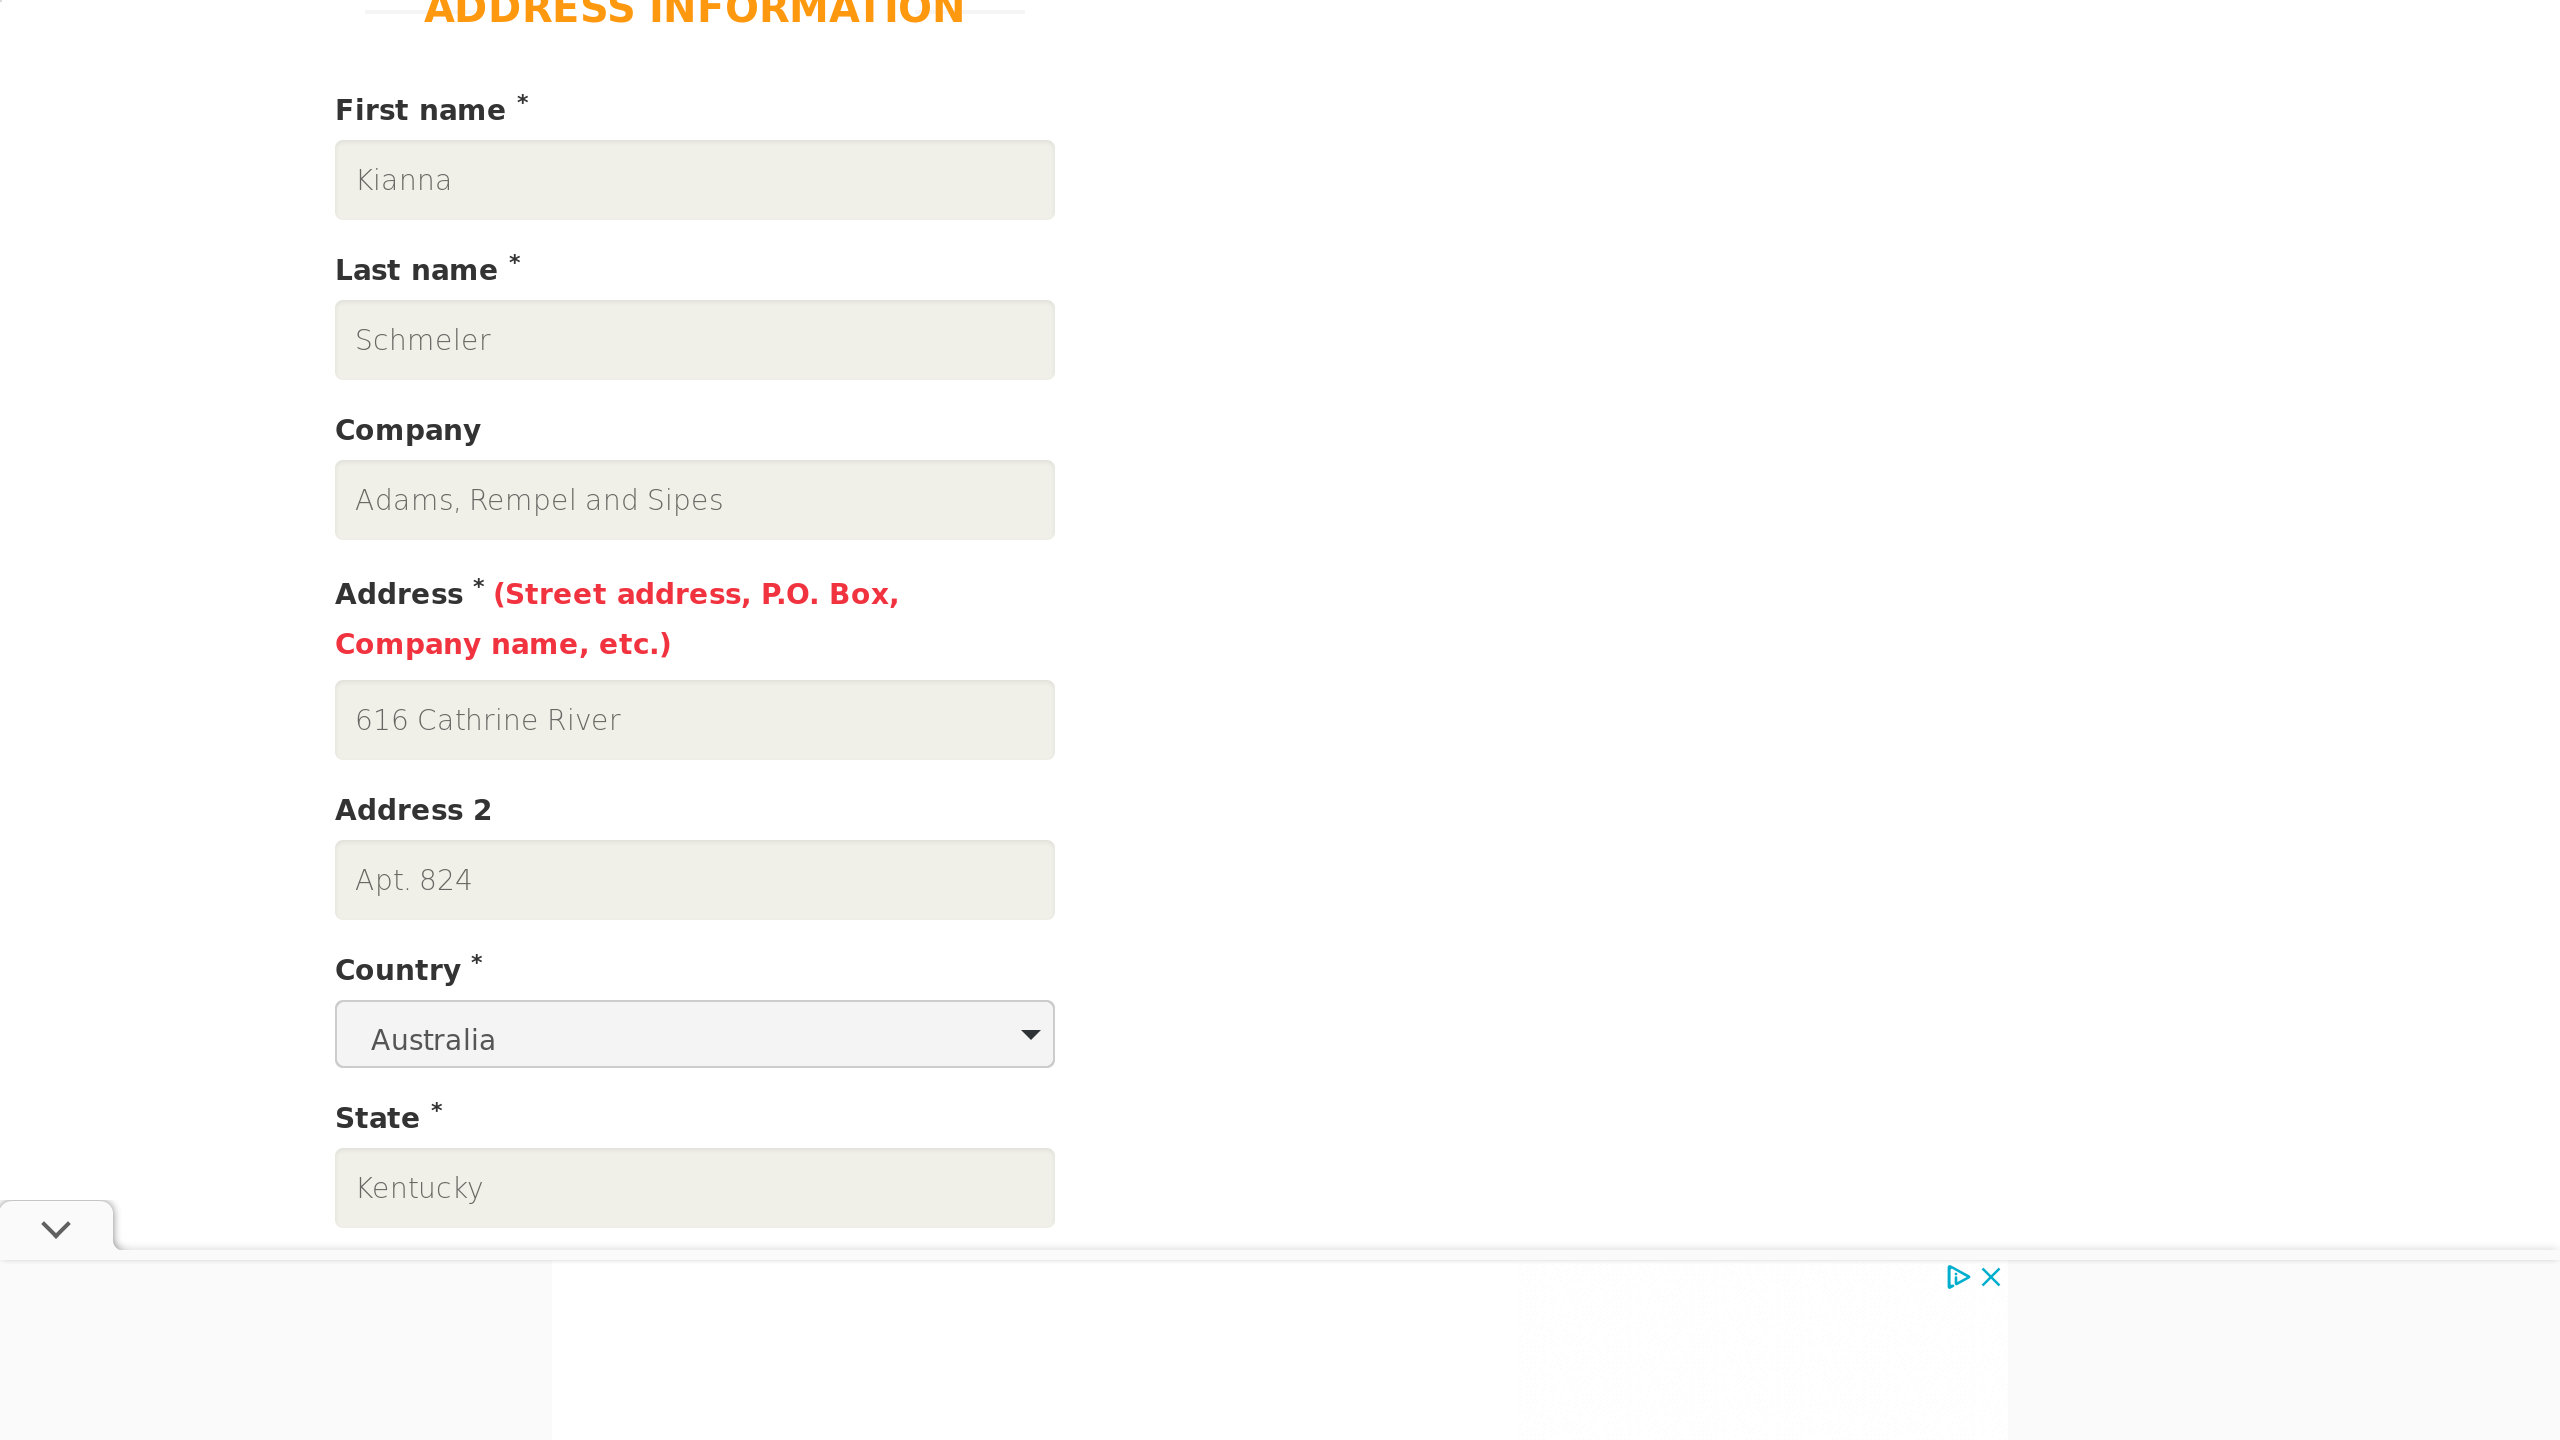 ADDRESS INFORMATION
First name *
Kianna
Last name *
Schmeler
Company
Adams, Rempel and Sipes
Address * (Street address, P.O. Box,
Company name, etc.)
616 Cathrine River
Address 2
Apt. 824
Country *
Australia
State *
Kentucky